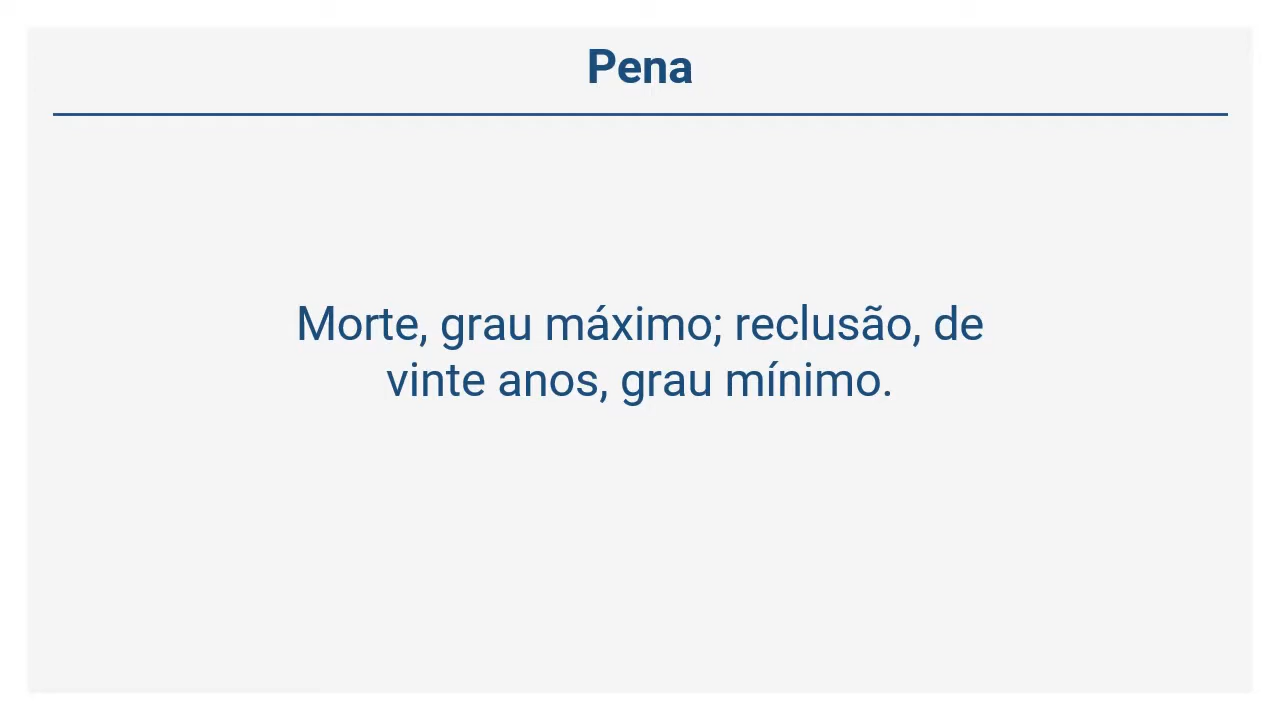 Pena
Morte, grau máximo; reclusão, de
vinte anos, grau mínimo.